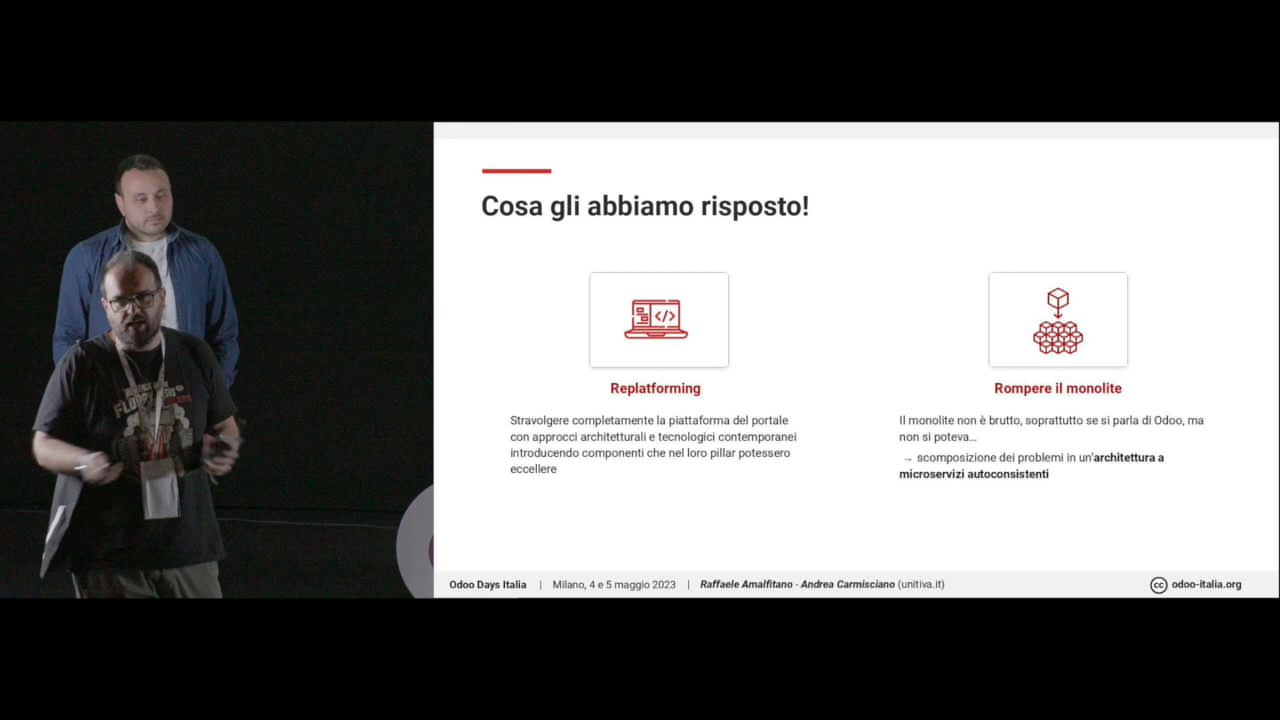 Cosa gli abbiamo risposto!
Replatforming
Stravolgere completamente la piattaforma del portale
con approcci architetturali e tecnologici contemporanei
introducendo componenti che nel loro pillar potessero
eccellere
Rompere il monolite
Il monolite non è brutto, soprattutto se si parla di Odoo, ma
non si poteva...
→ scomposizione dei problemi in un'architettura a
microservizi autoconsistenti
Odoo Days Italia | Milano, 4 e 5 maggio 2023 | Raffaele Amalfitano - Andrea Carmisciano (unitiva.it)
cc odoo-italia.org